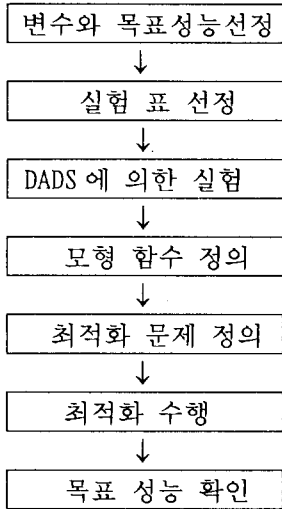 변수와 목표성능선정
↓
실험 표 선정
↓
DADS에 의한 실험
↓
모형 함수 정의
↓
최적화 문제 정의
↓
최적화 수행
↓
목표 성능 확인